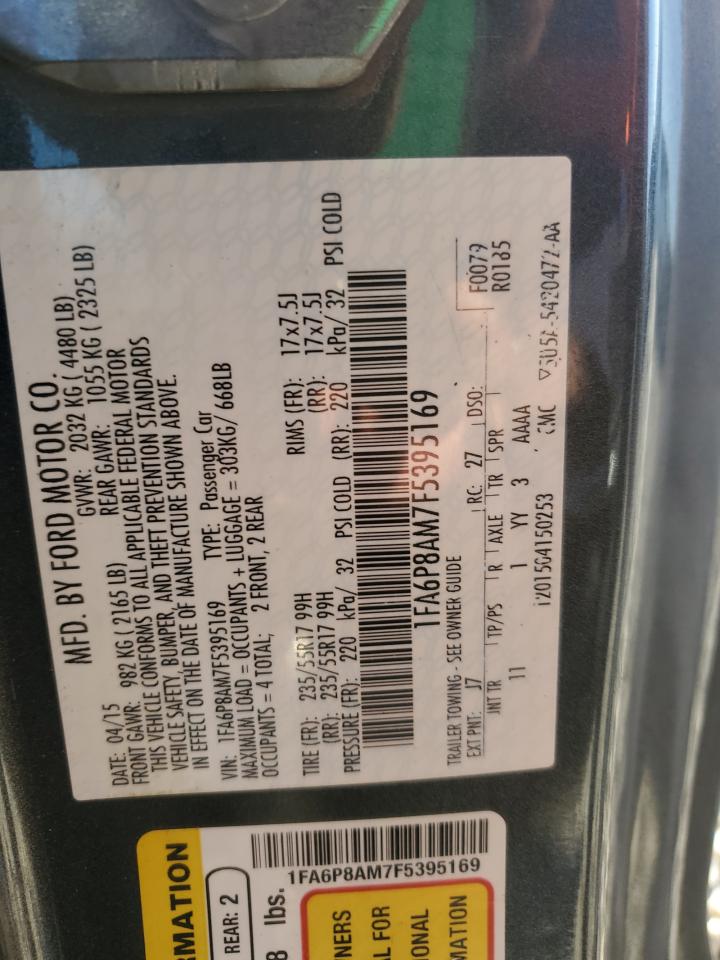 MFD. BY FORD MOTOR CO.
DATE: 04/15 GVWR: 2032 KG ( 4480 LB)
FRONT GAWR: 982 KG ( 2165 LB) REAR GAWR: 1055 KG ( 2325 LB)
THIS VEHICLE CONFORMS TO ALL APPLICABLE FEDERAL MOTOR
VEHICLE SAFETY, BUMPER, AND THEFT PREVENTION STANDARDS
IN EFFECT ON THE DATE OF MANUFACTURE SHOWN ABOVE.
VIN: 1FA6P8AM7F5395169 TYPE: Passenger Car
MAXIMUM LOAD = OCCUPANTS + LUGGAGE = 303KG/ 668LB
OCCUPANTS = 4 TOTAL; 2 FRONT, 2 REAR
TIRE (FR): 235/55R17 99H RIMS (FR): 17x7.5J
(RR): 235/55R17 99H (RR): 17x7.5J
PRESSURE (FR): 220 kPa/ 32 PSI COLD (RR): 220 kPa/ 32 PSI COLD
1FA6P8AM7F5395169
TRAILER TOWING - SEE OWNER GUIDE F0079
EXT PNT: J7 RC: 27 DSO: R0185
INT TR TP/PS R AXLE TR SPR
11 1 YY 3 AAAA
1201504150253
REAR: 2
lbs.
1FA6P8AM7F5395169